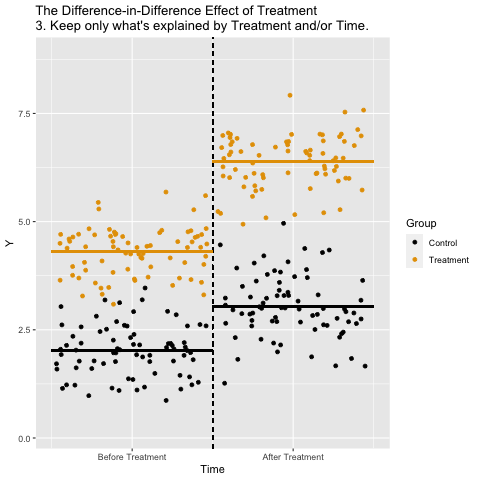 The Difference-in-Difference Effect of Treatment
3. Keep only what's explained by Treatment and/or Time.
7.5
5.0
2.5
0.0
Y
Before Treatment
After Treatment
Time
Group
Control
Treatment